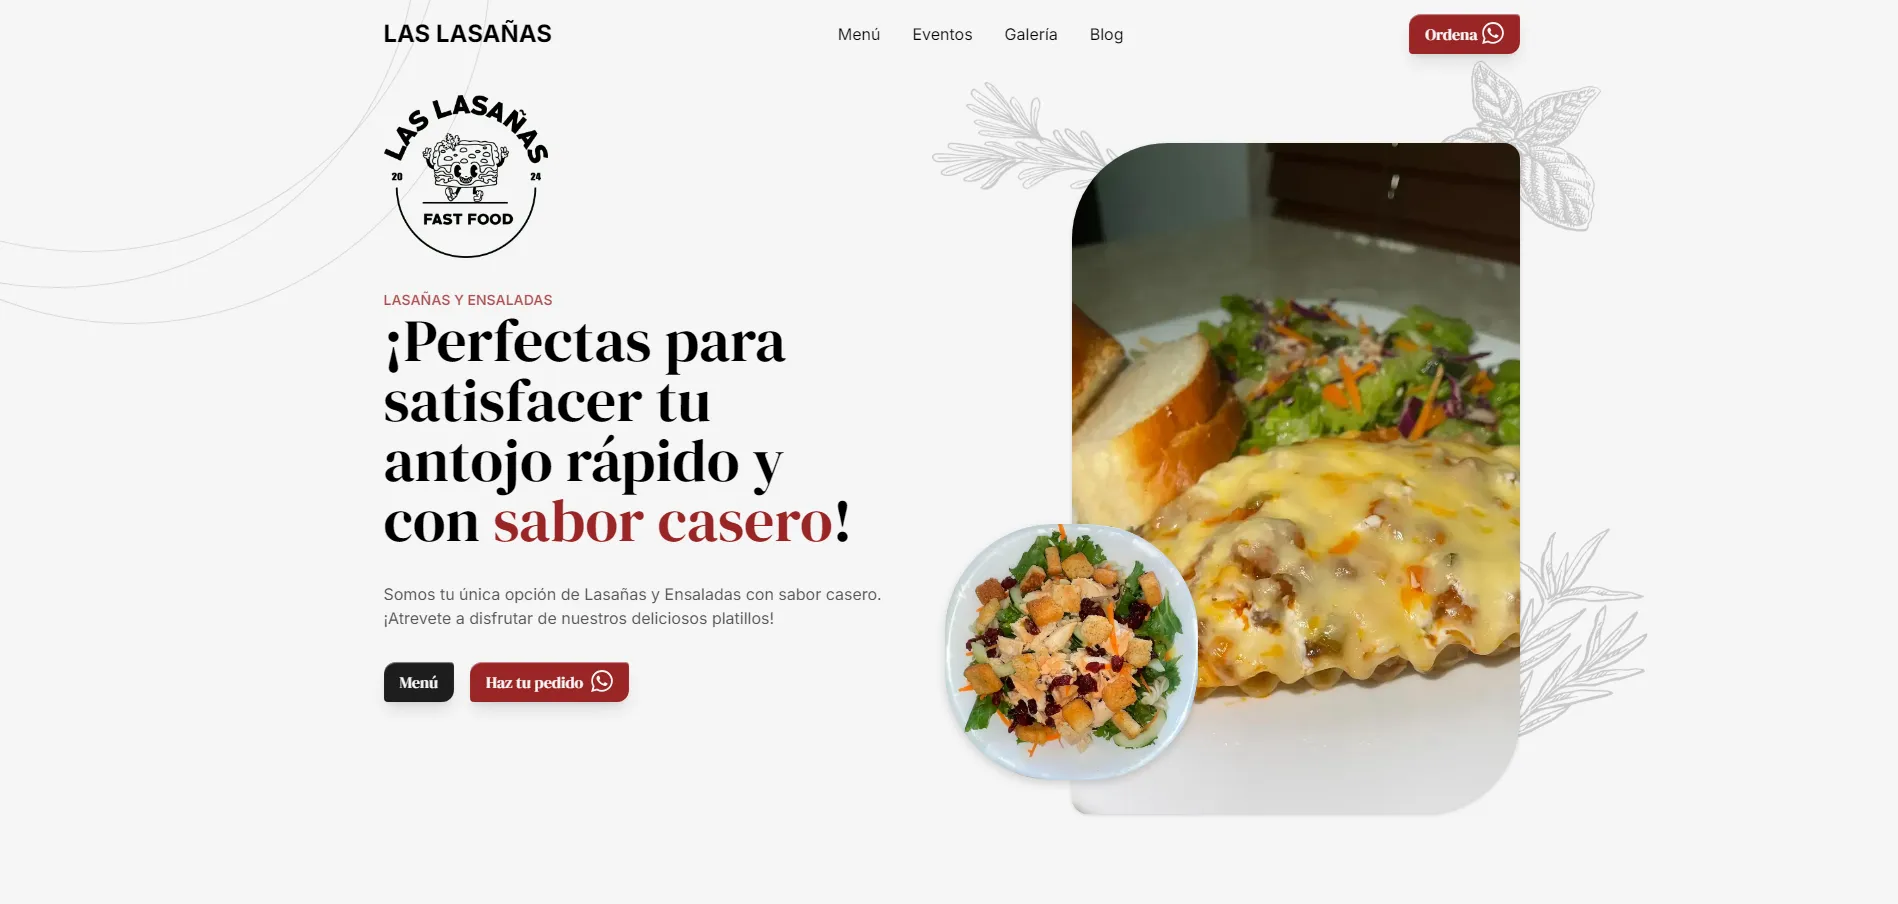 LAS LASAÑAS
Menú
Eventos
Galería
Blog
Ordena
LAS LASAÑAS
20
24
FAST FOOD
LASAÑAS Y ENSALADAS
¡Perfectas para
satisfacer tu
antojo rápido y
con sabor casero!
Somos tu única opción de Lasañas y Ensaladas con sabor casero.
¡Atrevete a disfrutar de nuestros deliciosos platillos!
Menú
Haz tu pedido